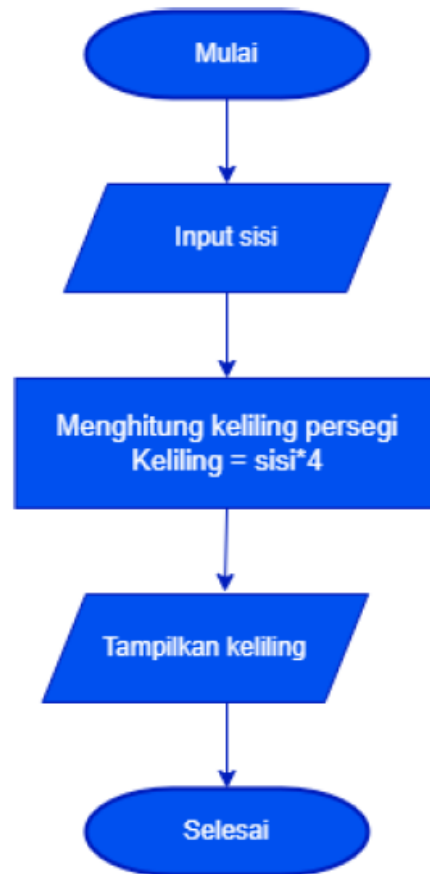 Mulai
Input sisi
Menghitung keliling persegi
Keliling = sisi*4
Tampilkan keliling
Selesai